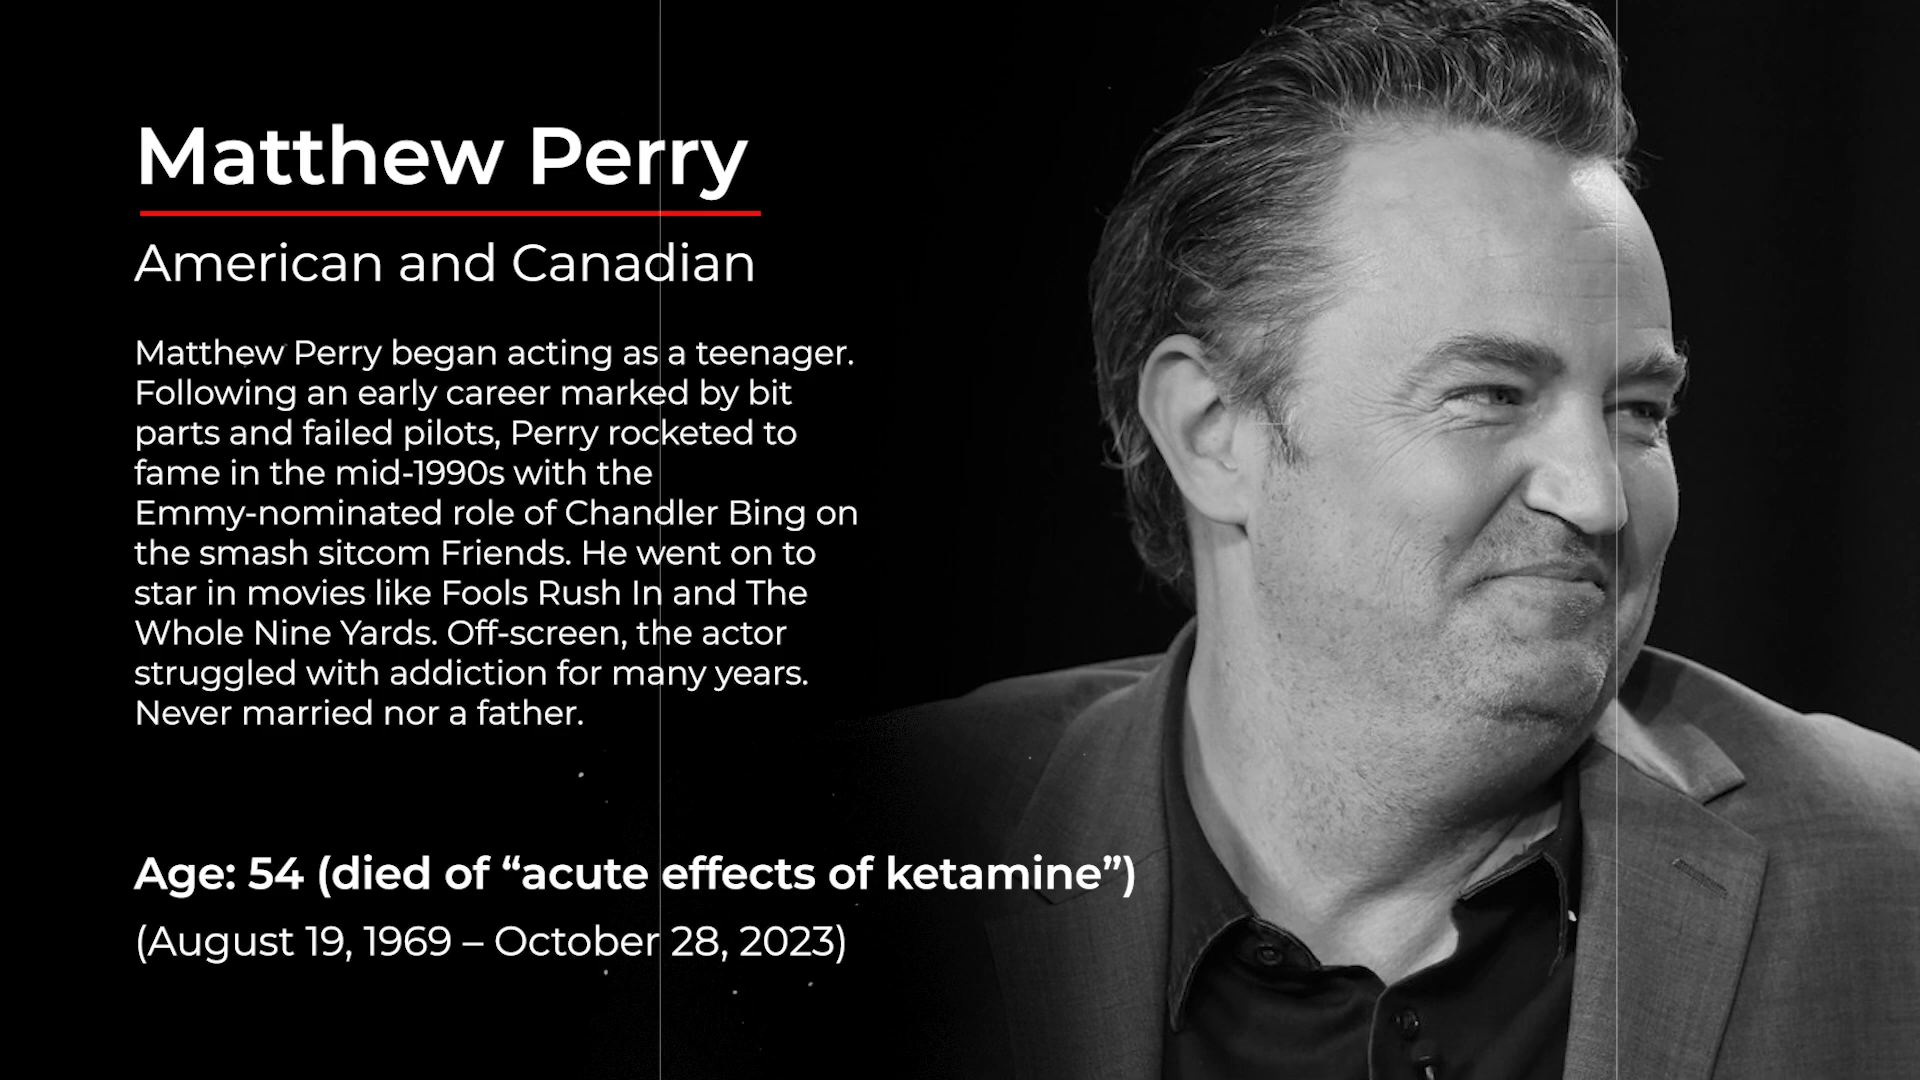 Matthew Perry
American and Canadian
Matthew Perry began acting as a teenager.
Following an early career marked by bit
parts and failed pilots, Perry rocketed to
fame in the mid-1990s with the
Emmy-nominated role of Chandler Bing on
the smash sitcom Friends. He went on to
star in movies like Fools Rush In and The
Whole Nine Yards. Off-screen, the actor
struggled with addiction for many years.
Never married nor a father.
Age: 54 (died of “acute effects of ketamine”)
(August 19, 1969 – October 28, 2023)